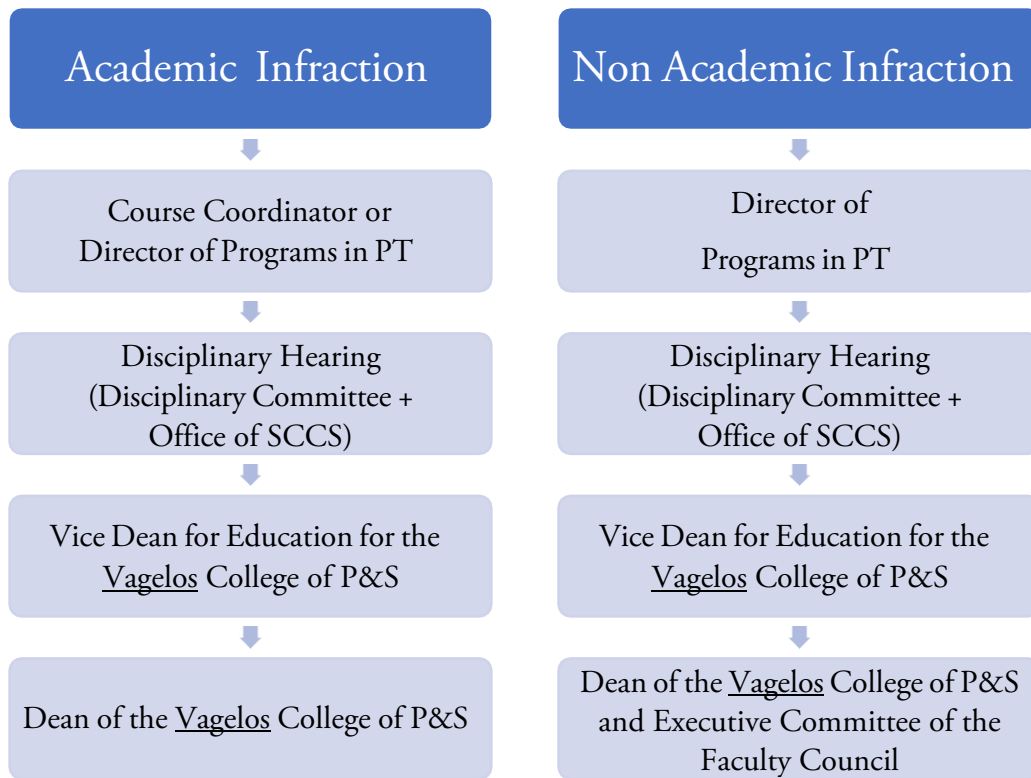 Academic Infraction
Course Coordinator or
Director of Programs in PT
Disciplinary Hearing
(Disciplinary Committee +
Office of SCCS)
Vice Dean for Education for the
Vagelos College of P&S
Dean of the Vagelos College of P&S
Non Academic Infraction
Director of
Programs in PT
Disciplinary Hearing
(Disciplinary Committee +
Office of SCCS)
Vice Dean for Education for the
Vagelos College of P&S
Dean of the Vagelos College of P&S
and Executive Committee of the
Faculty Council